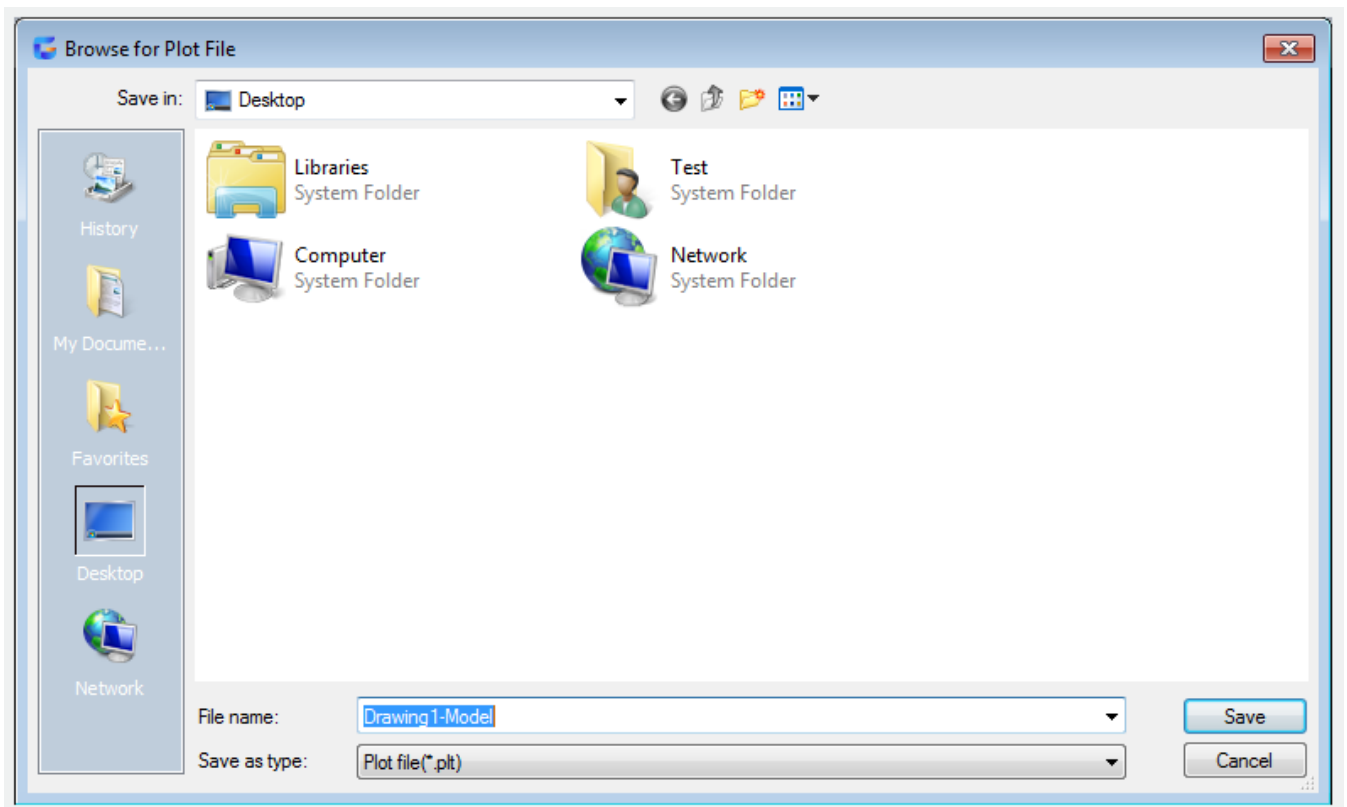 Browse for Plot File
Save in:
Desktop
History
My Docume...
Favorites
Desktop
Network
Libraries
System Folder
Test
System Folder
Computer
System Folder
Network
System Folder
File name:
Drawing1-Model
Save
Save as type:
Plot file(*.plt)
Cancel